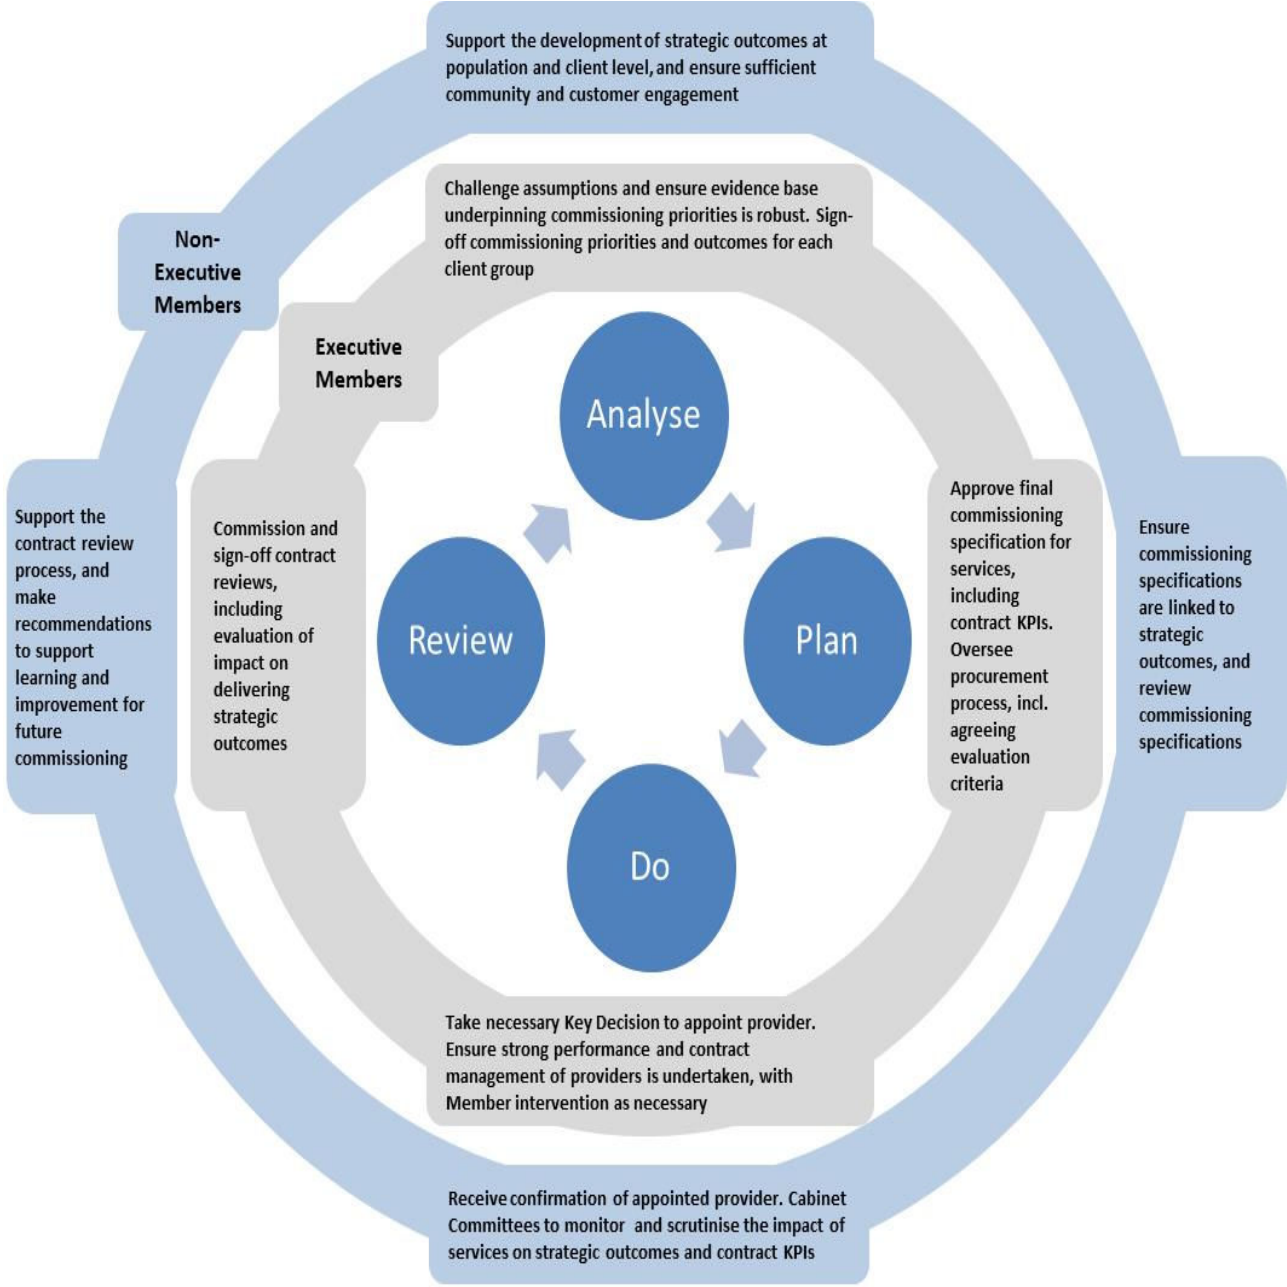 Support the development of strategic outcomes at
population and client level, and ensure sufficient
community and customer engagement
Challenge assumptions and ensure evidence base
underpinning commissioning priorities is robust. Sign-
off commissioning priorities and outcomes for each
client group
Non-
Executive
Members
Executive
Members
Analyse
Plan
Do
Review
Support the
contract review
process, and
make
recommendations
to support
learning and
improvement for
future
commissioning
Commission and
sign-off contract
reviews,
including
evaluation of
impact on
delivering
strategic
outcomes
Approve final
commissioning
specification for
services,
including
contract KPIs.
Oversee
procurement
process, incl.
agreeing
evaluation
criteria
Ensure
commissioning
specifications
are linked to
strategic
outcomes, and
review
commissioning
specifications
Take necessary Key Decision to appoint provider.
Ensure strong performance and contract
management of providers is undertaken, with
Member intervention as necessary
Receive confirmation of appointed provider. Cabinet
Committees to monitor and scrutinise the impact of
services on strategic outcomes and contract KPIs